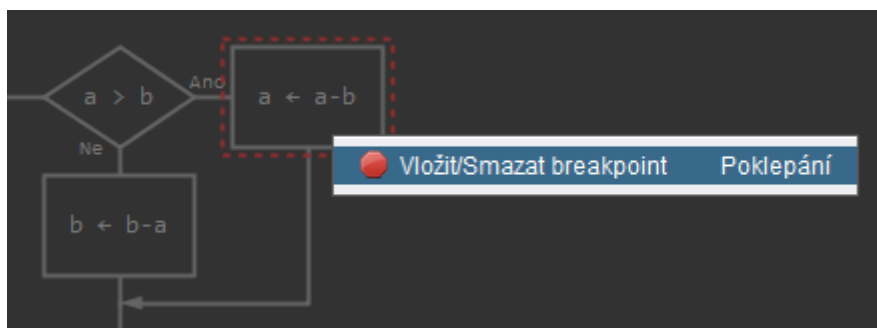 a > b
Ano
a ← a-b
Ne
Vložit/Smazat breakpoint Poklepání
b ← b-a